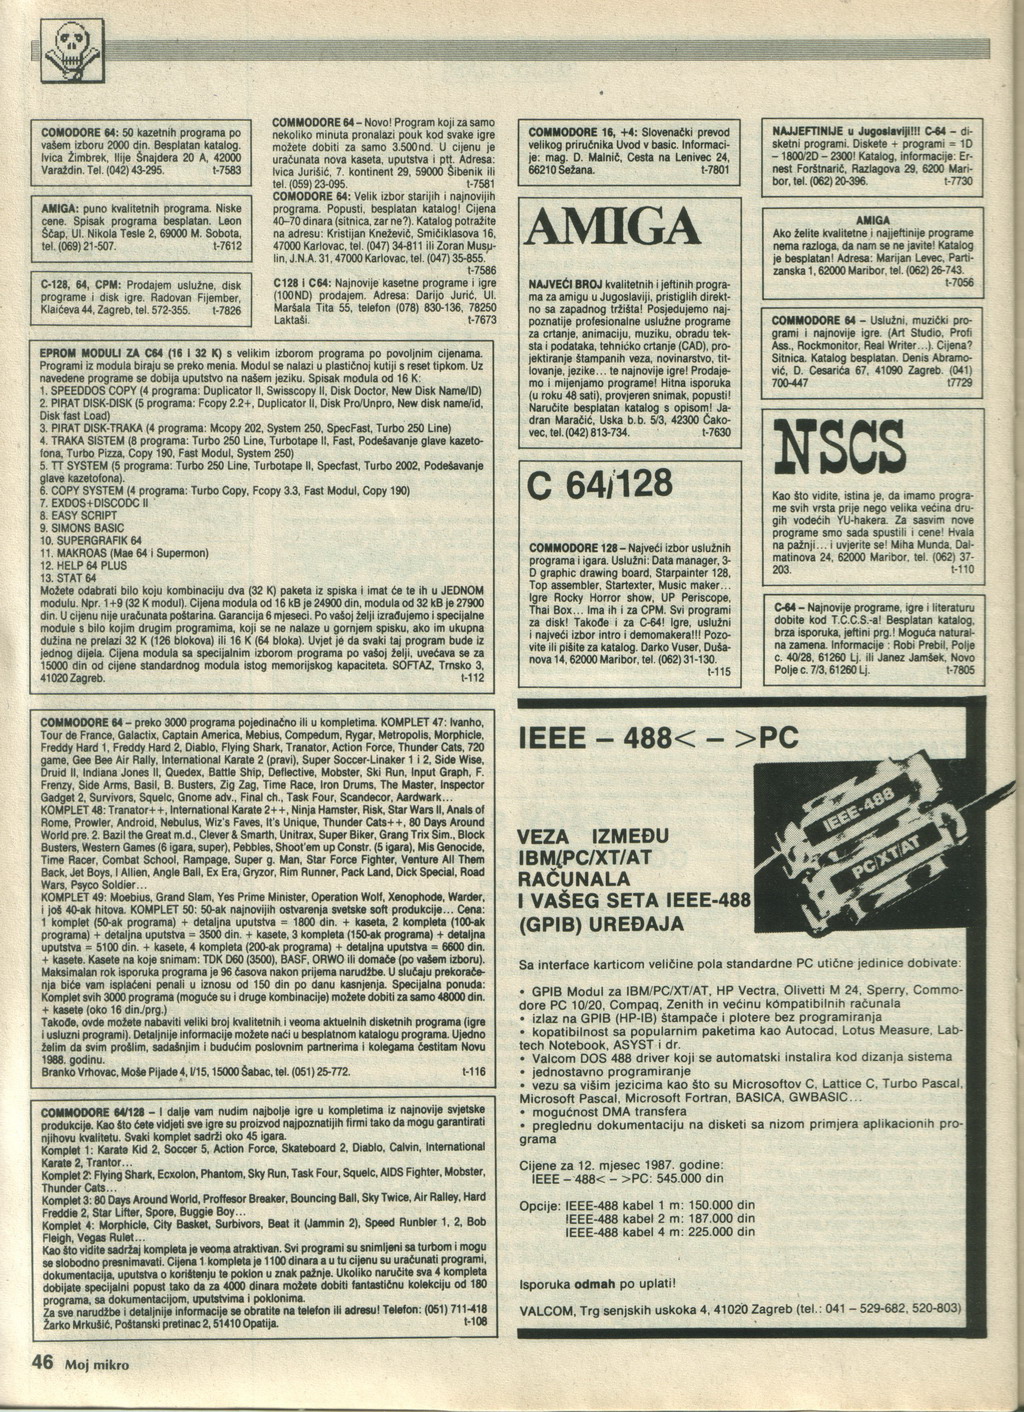 COMODORE 64: 50 kazetnih programa po
vašem izboru 2000 din. Besplatan katalog.
Ivica Žimbrek, Ilije Šnajdera 20 A, 42000
Varaždin. Tel. (042) 43-295. t-7583
AMIGA: puno kvalitetnih programa. Niske
cene. Spisak programa besplatan. Leon
Ščap, Ul. Nikola Tesle 2, 69000 M. Sobota,
tel. (069) 21-507. t-7612
C-128, 64, CPM: Prodajem uslužne, disk
programe i disk igre. Radovan Fijember,
Klaićeva 44, Zagreb, tel. 572-355. t-7826
COMMODORE 64 – Novo! Program koji za samo
nekoliko minuta pronalazi pouk kod svake igre
možete dobiti za samo 3.500nd. U cijenu je
uračunata nova kaseta, uputstva i ptt. Adresa:
Ivica Jurišić, 7. kontinent 29, 59000 Šibenik ili
tel. (059) 23-095. t-7581
COMODORE 64: Velik izbor starijih i najnovijih
programa. Popusti, besplatan katalog! Cijena
40–70 dinara (sitnica, zar ne?). Katalog potražite
na adresu: Kristijan Knežević, Smičiklasova 16,
47000 Karlovac, tel. (047) 34-811 ili Zoran Musu-
lin, J.N.A. 31, 47000 Karlovac, tel. (047) 35-855.
t-7586
C128 i C64: Najnovije kasetne programe i igre
(100ND) prodajem. Adresa: Darijo Jurić, Ul.
Maršala Tita 55, telefon (078) 830-136, 78250
Laktaši. t-7673
EPROM MODULI ZA C64 (16 I 32 K) s velikim izborom programa po povoljnim cijenama.
Programi iz modula biraju se preko menia. Modul se nalazi u plastičnoj kutiji s reset tipkom. Uz
navedene programe se dobija uputstvo na našem jeziku. Spisak modula od 16 K:
1. SPEEDDOS COPY (4 programa: Duplicator II, Swisscopy II, Disk Doctor, New Disk Name/ID)
2. PIRAT DISK-DISK (5 programa: Fcopy 2.2+, Duplicator II, Disk Pro/Unpro, New disk name/id,
Disk fast Load)
3. PIRAT DISK-TRAKA (4 programa: Mcopy 202, System 250, SpecFast, Turbo 250 Line)
4. TRAKA SISTEM (8 programa: Turbo 250 Line, Turbotape II, Fast, Podešavanje glave kazeto-
fona, Turbo Pizza, Copy 190, Fast Modul, System 250)
5. TT SYSTEM (5 programa: Turbo 250 Line, Turbotape II, Specfast, Turbo 2002, Podešavanje
glave kazetofona).
6. COPY SYSTEM (4 programa: Turbo Copy, Fcopy 3.3, Fast Modul, Copy 190)
7. EXDOS+DISCODC II
8. EASY SCRIPT
9. SIMONS BASIC
10. SUPERGRAFIK 64
11. MAKROAS (Mae 64 i Supermon)
12. HELP 64 PLUS
13. STAT 64
Možete odabrati bilo koju kombinaciju dva (32 K) paketa iz spiska i imat će te ih u JEDNOM
modulu. Npr. 1+9 (32 K modul). Cijena modula od 16 kB je 24900 din, modula od 32 kB je 27900
din. U cijenu nije uračunata poštarina. Garancija 6 mjeseci. Po vašoj želji izrađujemo i specijalne
module s bilo kojim drugim programima, koji se ne nalaze u gornjem spisku, ako im ukupna
dužina ne prelazi 32 K (126 blokova) ili 16 K (64 bloka). Uvjet je da svaki taj program bude iz
jednog dijela. Cijena modula sa specijalnim izborom programa po vašoj želji, uvećava se za
15000 din od cijene standardnog modula istog memorijskog kapaciteta. SOFTAZ, Trnsko 3,
41020 Zagreb. t-112
COMMODORE 64 – preko 3000 programa pojedinačno ili u kompletima. KOMPLET 47: Ivanho,
Tour de France, Galactix, Captain America, Mebius, Compedum, Rygar, Metropolis, Morphicle,
Freddy Hard 1, Freddy Hard 2, Diablo, Flying Shark, Tranator, Action Force, Thunder Cats, 720
game, Gee Bee Air Rally, International Karate 2 (pravi), Super Soccer-Linaker 1 i 2, Side Wise,
Druid II, Indiana Jones II, Quedex, Battle Ship, Deflective, Mobster, Ski Run, Input Graph, F.
Frenzy, Side Arms, Basil, B. Busters, Zig Zag, Time Race, Iron Drums, The Master, Inspector
Gadget 2, Survivors, Squelc, Gnome adv., Final ch., Task Four, Scandecor, Aardwark...
KOMPLET 48: Tranator++, International Karate 2++, Ninja Hamster, Risk, Star Wars II, Anals of
Rome, Prowler, Android, Nebulus, Wiz's Faves, It's Unique, Thunder Cats++, 80 Days Around
World pre. 2. Bazil the Great m.d., Clever & Smarth, Unitrax, Super Biker, Grang Trix Sim., Block
Busters, Western Games (6 igara, super), Pebbles, Shoot'em up Constr. (5 igara), Mis Genocide,
Time Racer, Combat School, Rampage, Super g. Man, Star Force Fighter, Venture All Them
Back, Jet Boys, I Allien, Angle Ball, Ex Era, Gryzor, Rim Runner, Pack Land, Dick Special, Road
Wars, Psyco Soldier...
KOMPLET 49: Moebius, Grand Slam, Yes Prime Minister, Operation Wolf, Xenophode, Warder,
i još 40-ak hitova. KOMPLET 50: 50-ak najnovijih ostvarenja svetske soft produkcije... Cena:
1 komplet (50-ak programa) + detaljna uputstva = 1800 din. + kaseta, 2 kompleta (100-ak
programa) + detaljna uputstva = 3500 din. + kasete, 3 kompleta (150-ak programa) + detaljna
uputstva = 5100 din. + kasete, 4 kompleta (200-ak programa) + detaljna uputstva = 6600 din.
+ kasete. Kasete na koje snimam: TDK D60 (3500), BASF, ORWO ili domaće (po vašem izboru).
Maksimalan rok isporuka programa je 96 časova nakon prijema narudžbe. U slučaju prekorače-
nja biće vam isplaćeni penali u iznosu od 150 din po danu kasnjenja. Specijalna ponuda:
Komplet svih 3000 programa (moguće su i druge kombinacije) možete dobiti za samo 48000 din.
+ kasete (oko 16 din./prg.)
Takođe, ovde možete nabaviti veliki broj kvalitetnih i veoma aktuelnih disketnih programa (igre
i usluzni programi). Detaljnije informacije možete naći u besplatnom katalogu programa. Ujedno
želim da svim prošlim, sadašnjim i budućim poslovnim partnerima i kolegama čestitam Novu
1988. godinu.
Branko Vrhovac, Moše Pijade 4, I/15, 15000 Šabac, tel. (051) 25-772. t-116
COMMODORE 64/128 – I dalje vam nudim najbolje igre u kompletima iz najnovije svjetske
produkcije. Kao što ćete vidjeti sve igre su proizvod najpoznatijih firmi tako da mogu garantirati
njihovu kvalitetu. Svaki komplet sadrži oko 45 igara.
Komplet 1: Karate Kid 2, Soccer 5, Action Force, Skateboard 2, Diablo, Calvin, International
Karate 2, Trantor...
Komplet 2: Flying Shark, Ecxolon, Phantom, Sky Run, Task Four, Squelc, AIDS Fighter, Mobster,
Thunder Cats...
Komplet 3: 80 Days Around World, Proffesor Breaker, Bouncing Ball, Sky Twice, Air Ralley, Hard
Freddie 2, Star Lifter, Spore, Buggie Boy...
Komplet 4: Morphicle, City Basket, Surbivors, Beat it (Jammin 2), Speed Runbler 1, 2, Bob
Fleigh, Vegas Rulet...
Kao što vidite sadržaj kompleta je veoma atraktivan. Svi programi su snimljeni sa turbom i mogu
se slobodno presnimavati. Cijena 1 kompleta je 1100 dinara a u tu cijenu su uračunati programi,
dokumentacija, uputstva o korištenju te poklon u znak pažnje. Ukoliko naručite sva 4 kompleta
dobijate specijalni popust tako da za 4000 dinara možete dobiti fantastičnu kolekciju od 180
programa, sa dokumentacijom, uputstvima i poklonima.
Za sve narudžbe i detaljnije informacije se obratite na telefon ili adresu! Telefon: (051) 711-418
Žarko Mrkušić, Poštanski pretinac 2, 51410 Opatija. t-108
COMMODORE 16, +4: Slovenački prevod
velikog priručnika Uvod v basic. Informaci-
je: mag. D. Malnič, Cesta na Lenivec 24,
66210 Sežana. t-7801
AMIGA
NAJVEĆI BROJ kvalitetnih i jeftinih progra-
ma za amigu u Jugoslaviji, pristiglih direkt-
no sa zapadnog tržišta! Posjedujemo naj-
poznatije profesionalne uslužne programe
za crtanje, animaciju, muziku, obradu tek-
sta i podataka, tehničko crtanje (CAD), pro-
jektiranje štampanih veza, novinarstvo, tit-
lovanje, jezike... te najnovije igre! Prodaje-
mo i mijenjamo programe! Hitna isporuka
(u roku 48 sati), provjeren snimak, popusti!
Naručite besplatan katalog s opisom! Ja-
dran Maračić, Uska b.b. 5/3, 42300 Čako-
vec, tel. (042) 813-734. t-7630
C 64/128
COMMODORE 128 – Najveći izbor uslužnih
programa i igara. Uslužni: Data manager, 3-
D graphic drawing board, Starpainter 128,
Top assembler, Startexter, Music maker...
Igre Rocky Horror show, UP Periscope,
Thai Box... Ima ih i za CPM. Svi programi
za disk! Takođe i za C-64! Igre, uslužni
i najveći izbor intro i demomakera!!! Pozo-
vite ili pišite za katalog. Darko Vuser, Duša-
nova 14, 62000 Maribor, tel. (062) 31-130.
t-115
NAJJEFTINIJE u Jugoslaviji!!! C-64 – di-
sketni programi. Diskete + programi = 1D
– 1800/2D – 2300! Katalog, informacije: Er-
nest Forštnarič, Razlagova 29, 6200 Mari-
bor, tel. (062) 20-396. t-7730
AMIGA
Ako želite kvalitetne i najjeftinije programe
nema razloga, da nam se ne javite! Katalog
je besplatan! Adresa: Marijan Levec, Parti-
zanska 1, 62000 Maribor, tel. (062) 26-743.
t-7056
COMMODORE 64 – Uslužni, muzički pro-
grami i najnovije igre. (Art Studio, Profi
Ass., Rockmonitor, Real Writer...). Cijena?
Sitnica. Katalog besplatan. Denis Abramo-
vić, D. Cesarića 67, 41090 Zagreb. (041)
700-447 t7729
NSCS
Kao što vidite, istina je, da imamo progra-
me svih vrsta prije nego velika većina dru-
gih vodećih YU-hakera. Za sasvim nove
programe smo sada spustili i cene! Hvala
na pažnji... i uvjerite se! Miha Munda, Dal-
matinova 24, 62000 Maribor, tel. (062) 37-
203. t-110
C-64 – Najnovije programe, igre i literaturu
dobite kod T.C.C.S.-a! Besplatan katalog,
brza isporuka, jeftini prg.! Moguća natural-
na zamena. Informacije : Robi Prebil, Polje
c. 40/28, 61260 Lj. ili Janez Jamšek, Novo
Polje c. 7/3, 61260 Lj. t-7805
IEEE – 488< – >PC
VEZA IZMEĐU
IBM/PC/XT/AT
RAČUNALA
I VAŠEG SETA IEEE-488
(GPIB) UREĐAJA
IEEE-488
PC/XT/AT
Sa interface karticom veličine pola standardne PC utične jedinice dobivate:
• GPIB Modul za IBM/PC/XT/AT, HP Vectra, Olivetti M 24, Sperry, Commo-
dore PC 10/20, Compaq, Zenith in većinu kompatibilnih računala
• izlaz na GPIB (HP-IB) štampače i plotere bez programiranja
• kopatibilnost sa popularnim paketima kao Autocad, Lotus Measure, Lab-
tech Notebook, ASYST i dr.
• Valcom DOS 488 driver koji se automatski instalira kod dizanja sistema
• jednostavno programiranje
• vezu sa višim jezicima kao što su Microsoftov C, Lattice C, Turbo Pascal,
Microsoft Pascal, Microsoft Fortran, BASICA, GWBASIC...
• mogućnost DMA transfera
• preglednu dokumentaciju na disketi sa nizom primjera aplikacionih pro-
grama
Cijene za 12. mjesec 1987. godine:
IEEE – 488< – >PC: 545.000 din
Opcije: IEEE-488 kabel 1 m: 150.000 din
IEEE-488 kabel 2 m: 187.000 din
IEEE-488 kabel 4 m: 225.000 din
Isporuka odmah po uplati!
VALCOM, Trg senjskih uskoka 4, 41020 Zagreb (tel.: 041 – 529-682, 520-803)
46 Moj mikro